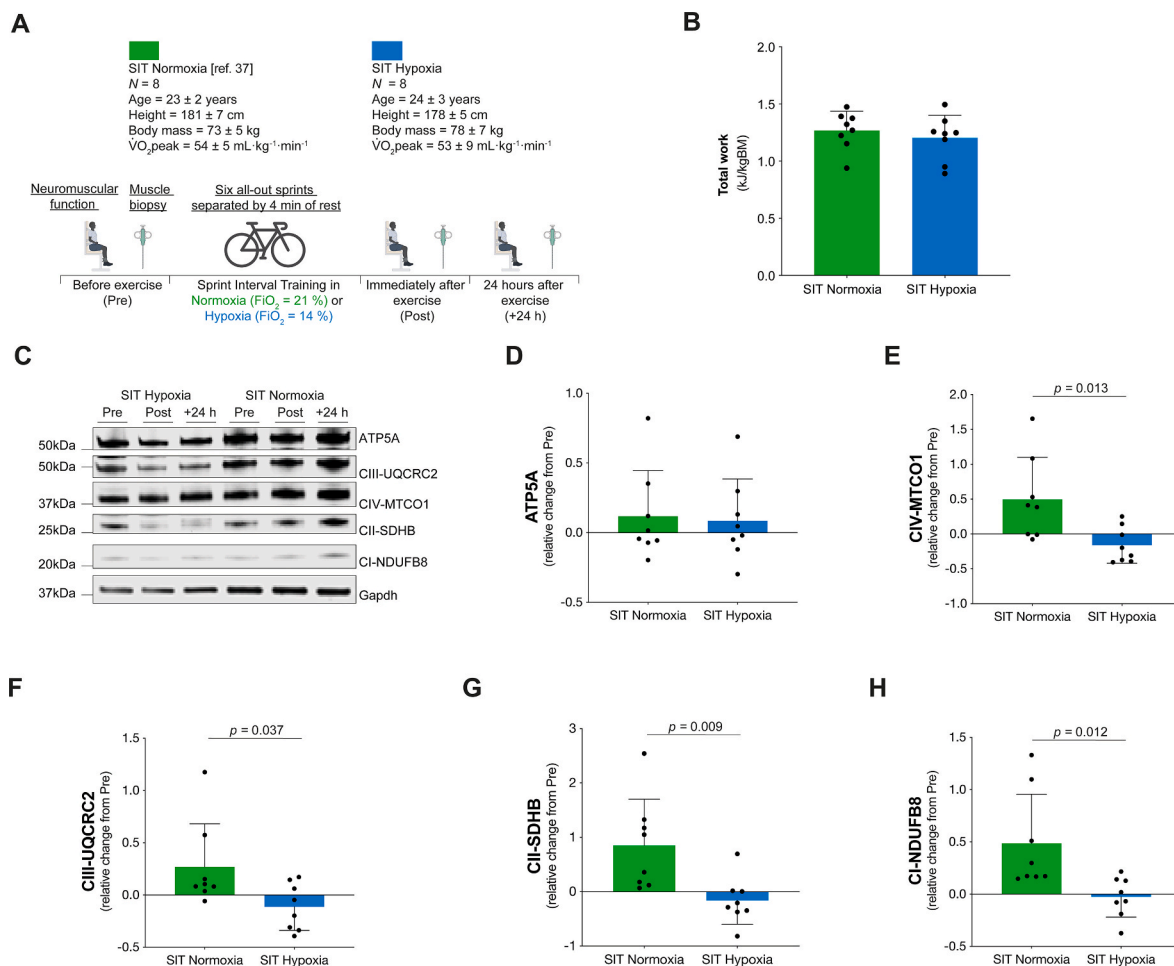 A
SIT Normoxia [ref. 37]
N = 8
Age = 23 ± 2 years
Height = 181 ± 7 cm
Body mass = 73 ± 5 kg
V̇O₂peak = 54 ± 5 mL·kg⁻¹·min⁻¹
SIT Hypoxia
N = 8
Age = 24 ± 3 years
Height = 178 ± 5 cm
Body mass = 78 ± 7 kg
V̇O₂peak = 53 ± 9 mL·kg⁻¹·min⁻¹
Neuromuscular
function
Muscle
biopsy
Six all-out sprints
separated by 4 min of rest
Before exercise
(Pre)
Sprint Interval Training in
Normoxia (FiO₂ = 21 %) or
Hypoxia (FiO₂ = 14 %)
Immediately after
exercise
(Post)
24 hours after
exercise
(+24 h)
B
Total work
(kJ/kgBM)
2.0
1.5
1.0
0.5
0.0
SIT Normoxia SIT Hypoxia
C
SIT Hypoxia SIT Normoxia
Pre Post +24 h Pre Post +24 h
50kDa ATP5A
50kDa CIII-UQCRC2
37kDa CIV-MTCO1
25kDa CII-SDHB
20kDa CI-NDUFB8
37kDa Gapdh
D
ATP5A
(relative change from Pre)
1.0
0.5
0.0
-0.5
SIT Normoxia SIT Hypoxia
E
CIV-MTCO1
(relative change from Pre)
p = 0.013
2.0
1.5
1.0
0.5
0.0
-0.5
-1.0
SIT Normoxia SIT Hypoxia
F
CIII-UQCRC2
(relative change from Pre)
p = 0.037
1.5
1.0
0.5
0.0
-0.5
SIT Normoxia SIT Hypoxia
G
CII-SDHB
(relative change from Pre)
p = 0.009
3
2
1
0
-1
SIT Normoxia SIT Hypoxia
H
CI-NDUFB8
(relative change from Pre)
p = 0.012
1.5
1.0
0.5
0.0
-0.5
SIT Normoxia SIT Hypoxia